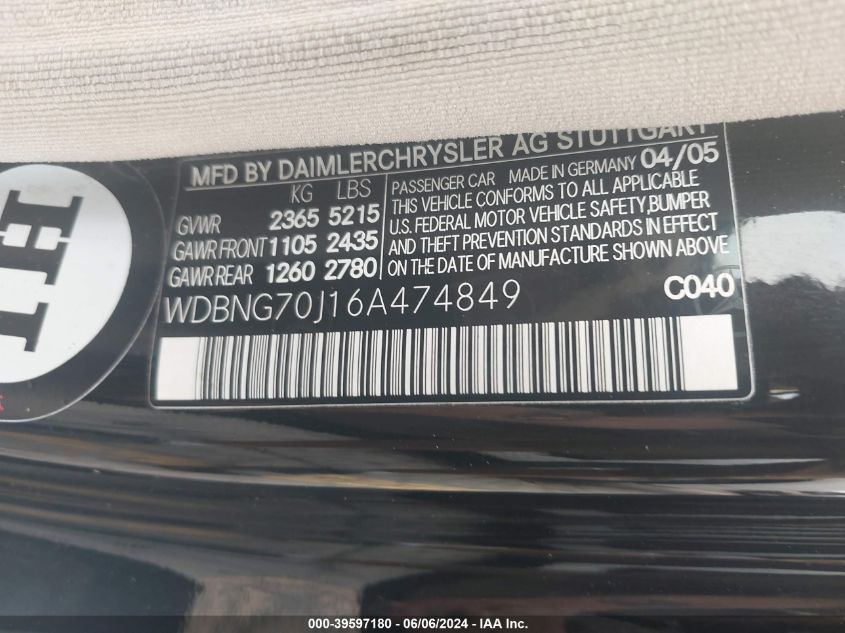 MFD BY DAIMLERCHRYSLER AG STUTTGART
KG LBS
GVWR 2365 5215
GAWR FRONT 1105 2435
GAWR REAR 1260 2780
PASSENGER CAR MADE IN GERMANY 04/05
THIS VEHICLE CONFORMS TO ALL APPLICABLE
U.S. FEDERAL MOTOR VEHICLE SAFETY,BUMPER
AND THEFT PREVENTION STANDARDS IN EFFECT
ON THE DATE OF MANUFACTURE SHOWN ABOVE
WDBNG70J16A474849
C040
IH
000-39597180 - 06/06/2024 - IAA Inc.